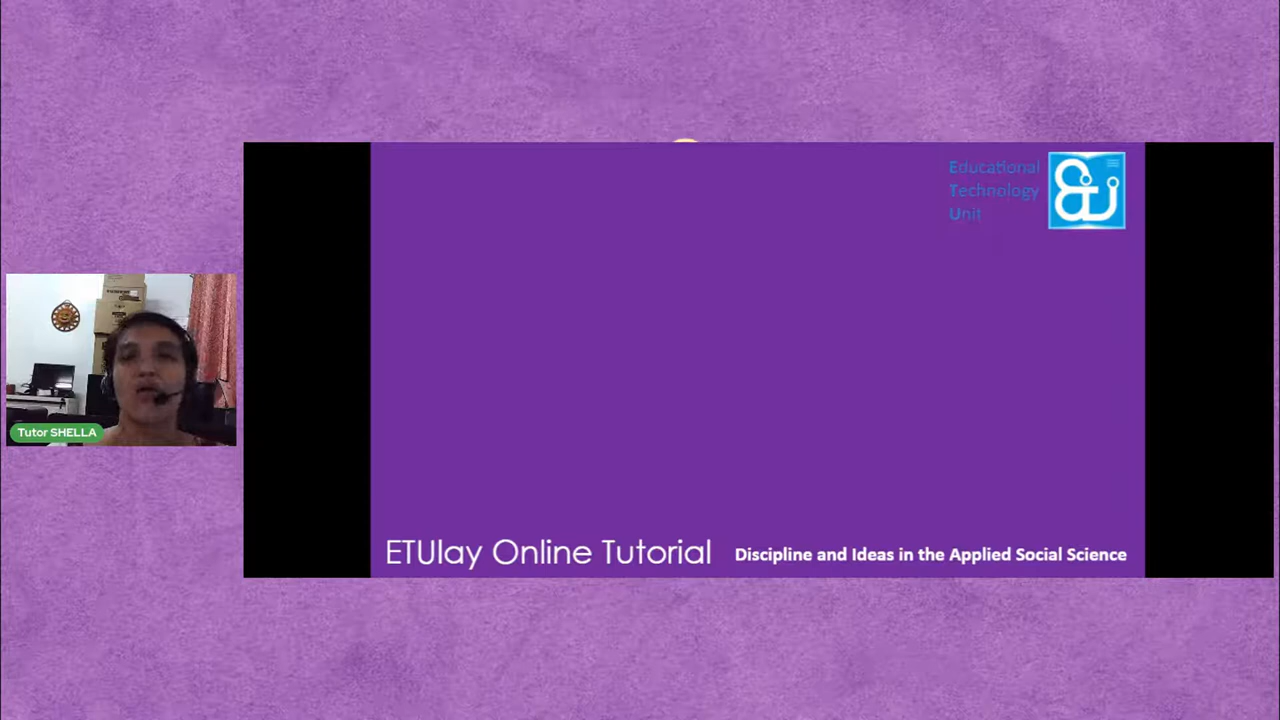 Educational
Technology
Unit
Tutor SHELLA
ETUlay Online Tutorial
Discipline and Ideas in the Applied Social Science